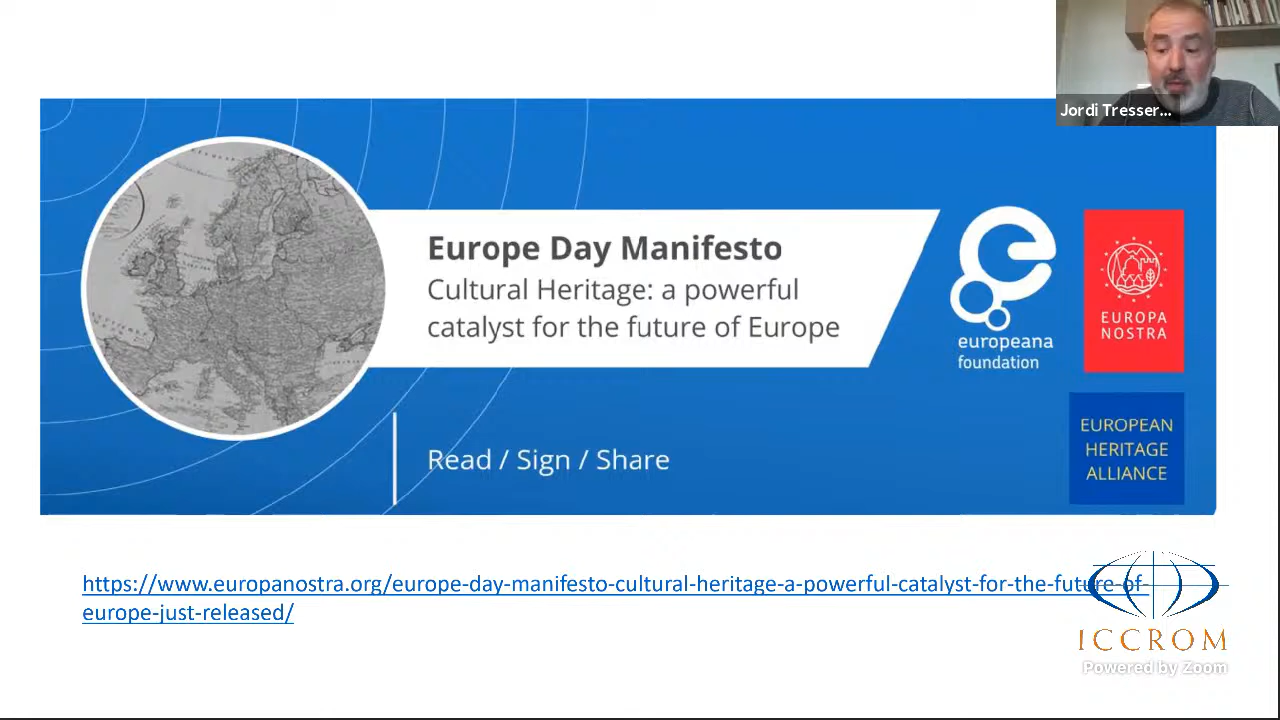 Jordi Tresser...
Europe Day Manifesto
Cultural Heritage: a powerful
catalyst for the future of Europe
europeana
foundation
EUROPA
NOSTRA
EUROPEAN
HERITAGE
ALLIANCE
Read / Sign / Share
https://www.europanostra.org/europe-day-manifesto-cultural-heritage-a-powerful-catalyst-for-the-future-of-
europe-just-released/
ICCROM
Powered by Zoom